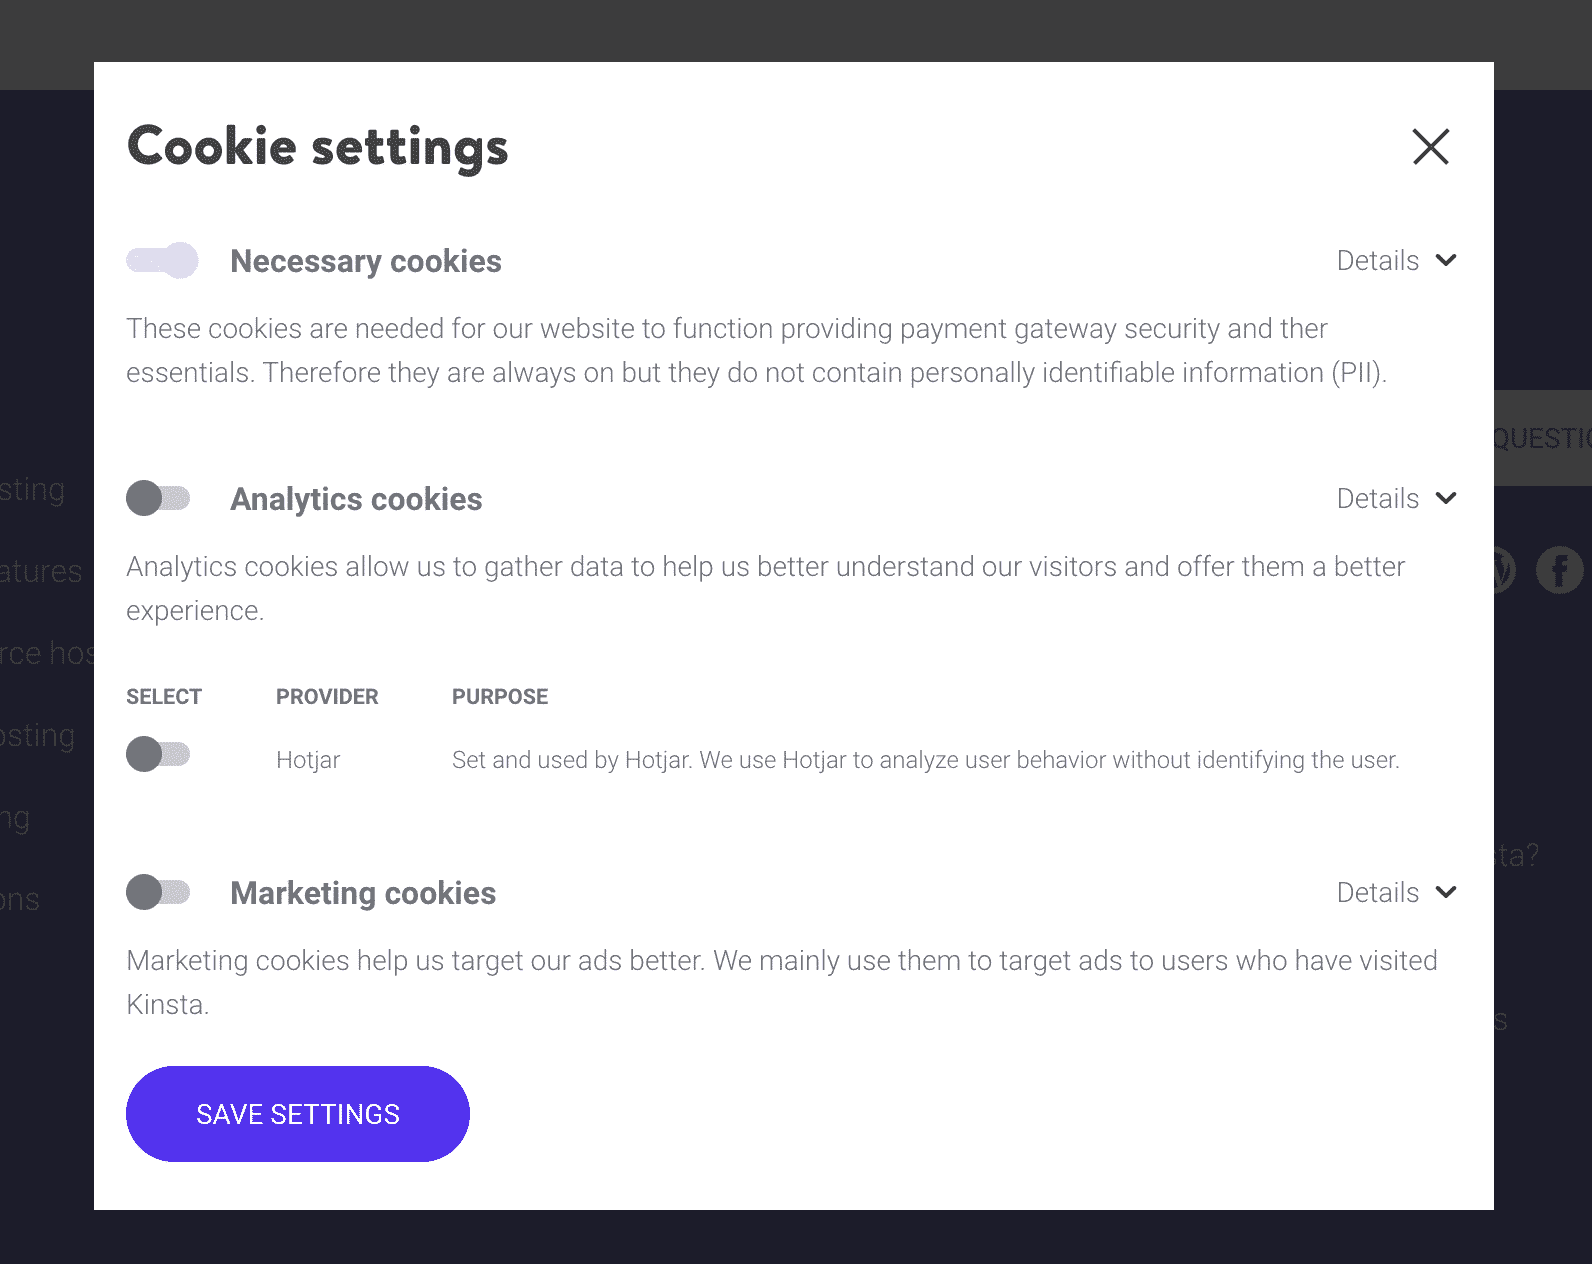 Cookie settings
Necessary cookies
Details
These cookies are needed for our website to function providing payment gateway security and ther
essentials. Therefore they are always on but they do not contain personally identifiable information (PII).
Analytics cookies
Details
Analytics cookies allow us to gather data to help us better understand our visitors and offer them a better
experience.
SELECT PROVIDER PURPOSE
Hotjar Set and used by Hotjar. We use Hotjar to analyze user behavior without identifying the user.
Marketing cookies
Details
Marketing cookies help us target our ads better. We mainly use them to target ads to users who have visited
Kinsta.
SAVE SETTINGS
sting
atures
rce hos
osting
ng
ons
QUESTIO
sta?
s